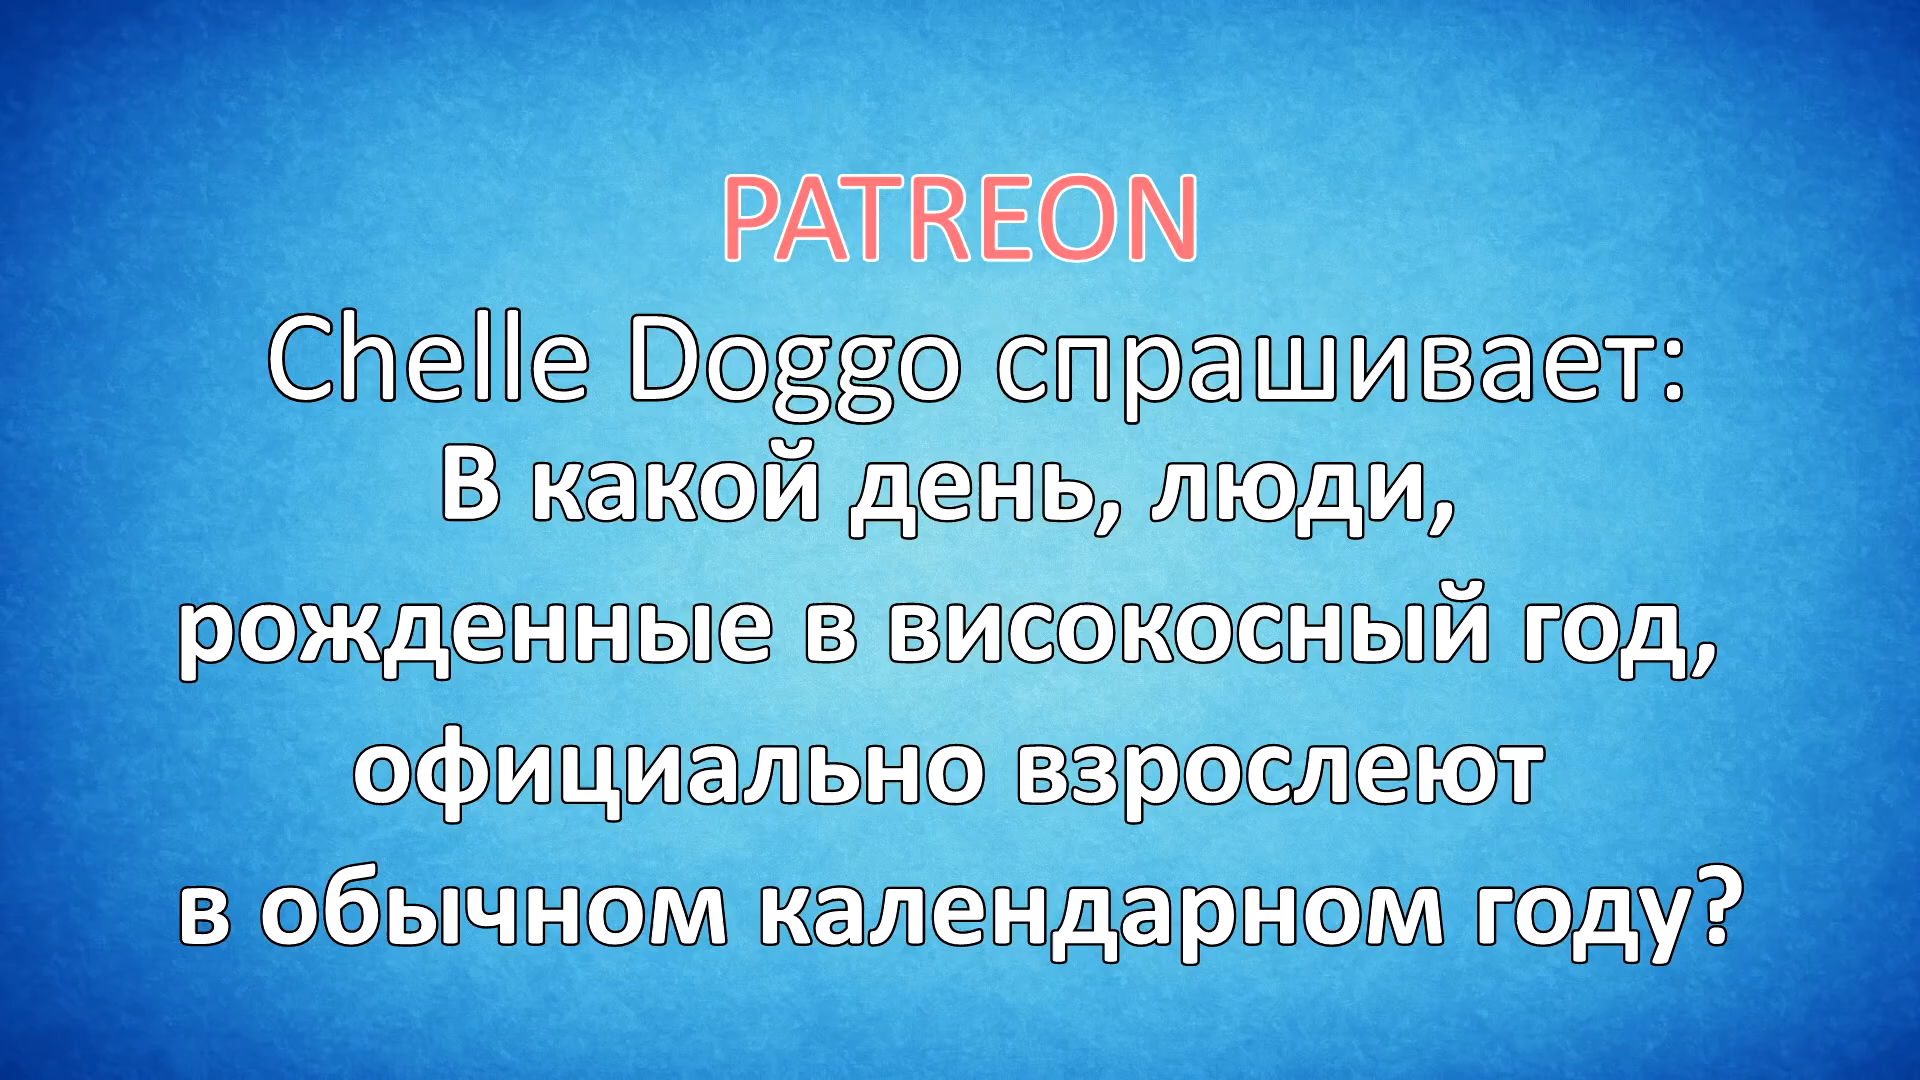 PATREON
Chelle Doggo спрашивает:
В какой день, люди,
рожденные в високосный год,
официально взрослеют
в обычном календарном году?